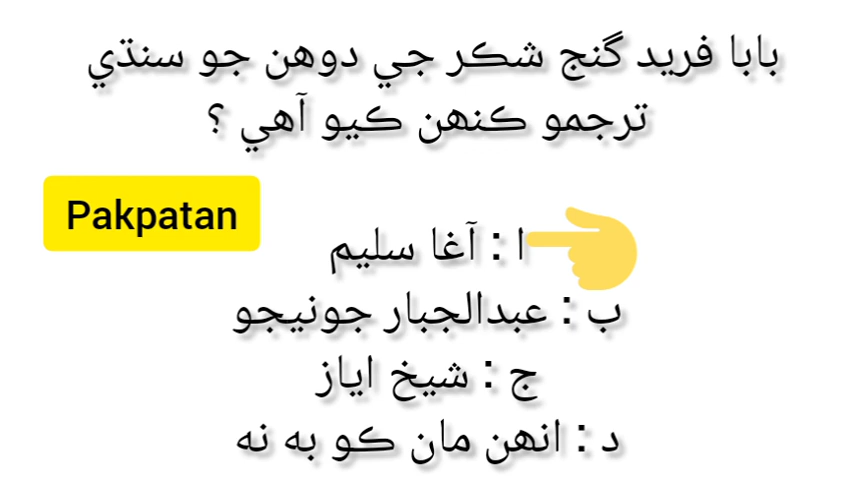 بابا فريد گنج شڪر جي دوهن جو سنڌي
ترجمو ڪنهن ڪيو آهي ؟
Pakpatan
ا : آغا سليم
ب : عبدالجبار جوڻيجو
ج : شيخ اياز
د : انهن مان ڪو به نه